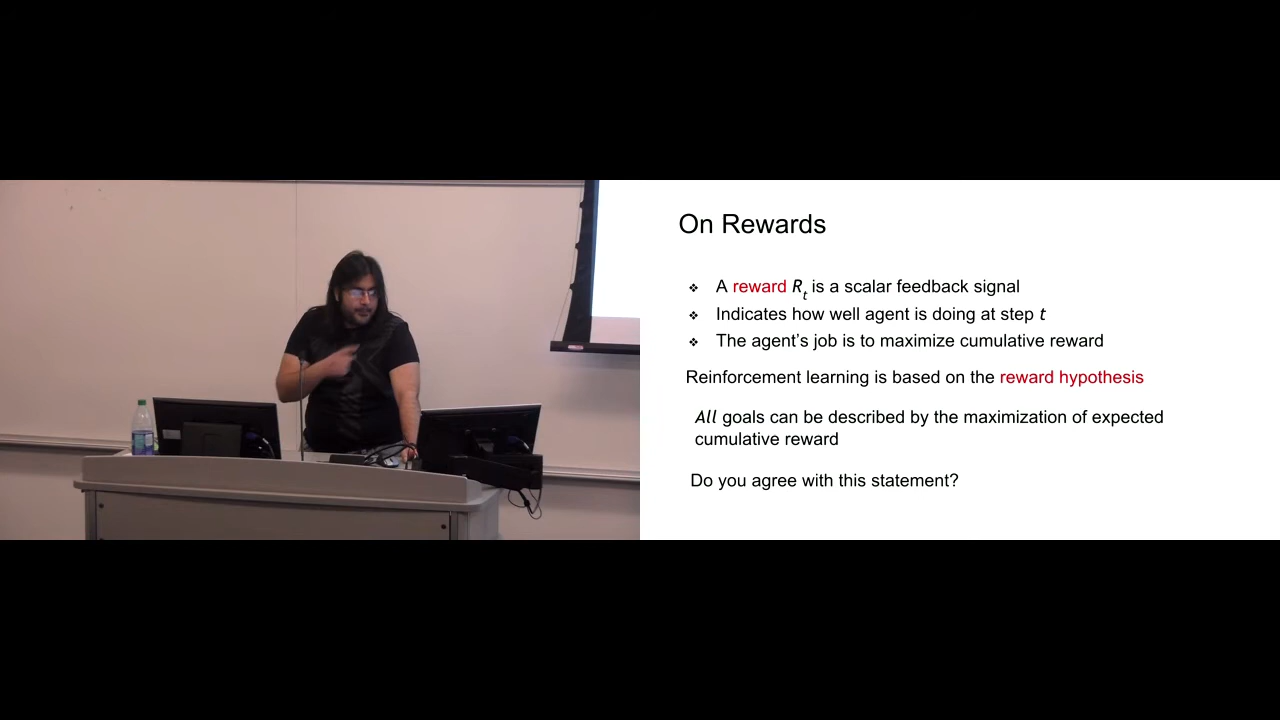 On Rewards
❖ A reward Rt is a scalar feedback signal
❖ Indicates how well agent is doing at step t
❖ The agent's job is to maximize cumulative reward
Reinforcement learning is based on the reward hypothesis
All goals can be described by the maximization of expected
cumulative reward
Do you agree with this statement?